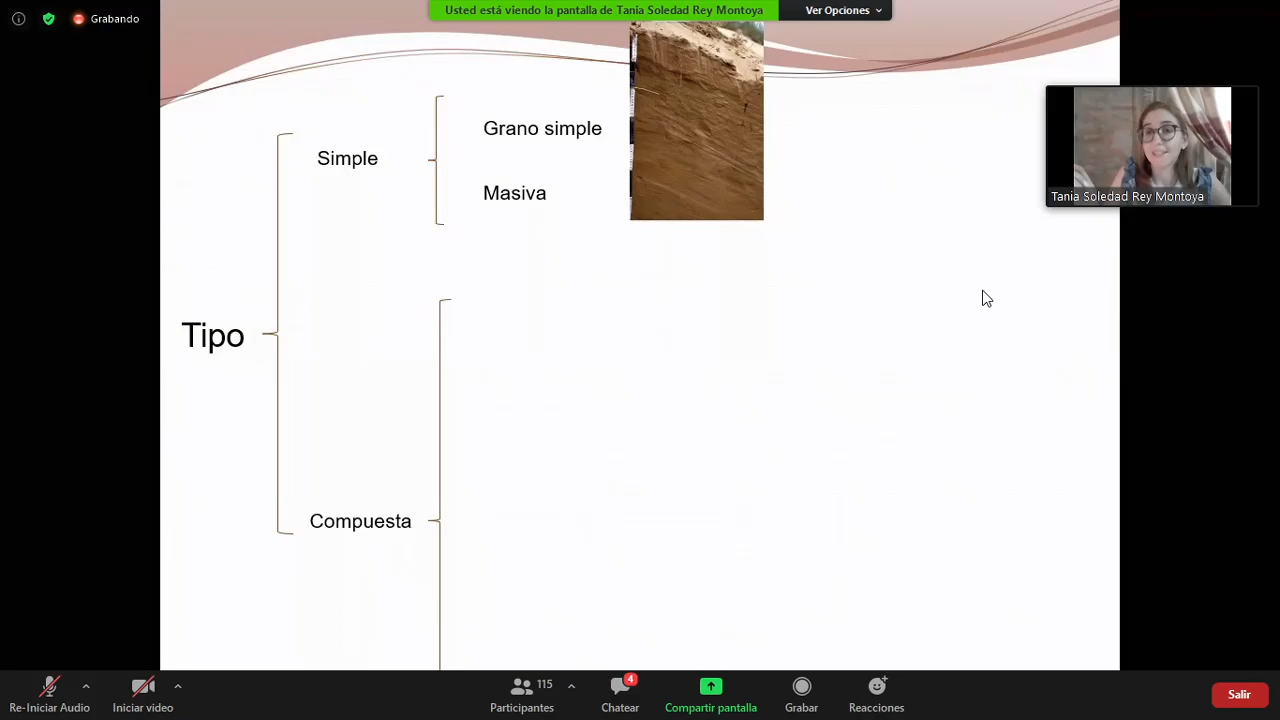 Grabando
Usted está viendo la pantalla de Tania Soledad Rey Montoya
Ver Opciones
Grano simple
Simple
Masiva
Tania Soledad Rey Montoya
Tipo
Compuesta
4
115
Re-Iniciar Audio
Iniciar video
Participantes
Chatear
Compartir pantalla
Grabar
Reacciones
Salir